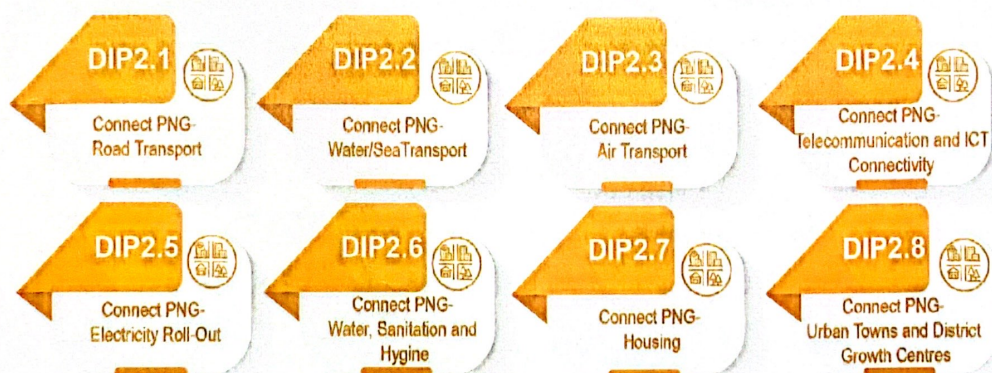 DIP2.1
Connect PNG-
Road Transport
DIP2.2
Connect PNG-
Water/SeaTransport
DIP2.3
Connect PNG-
Air Transport
DIP2.4
Connect PNG-
Telecommunication and ICT
Connectivity
DIP2.5
Connect PNG-
Electricity Roll-Out
DIP2.6
Connect PNG-
Water, Sanitation and
Hygine
DIP2.7
Connect PNG-
Housing
DIP2.8
Connect PNG-
Urban Towns and District
Growth Centres